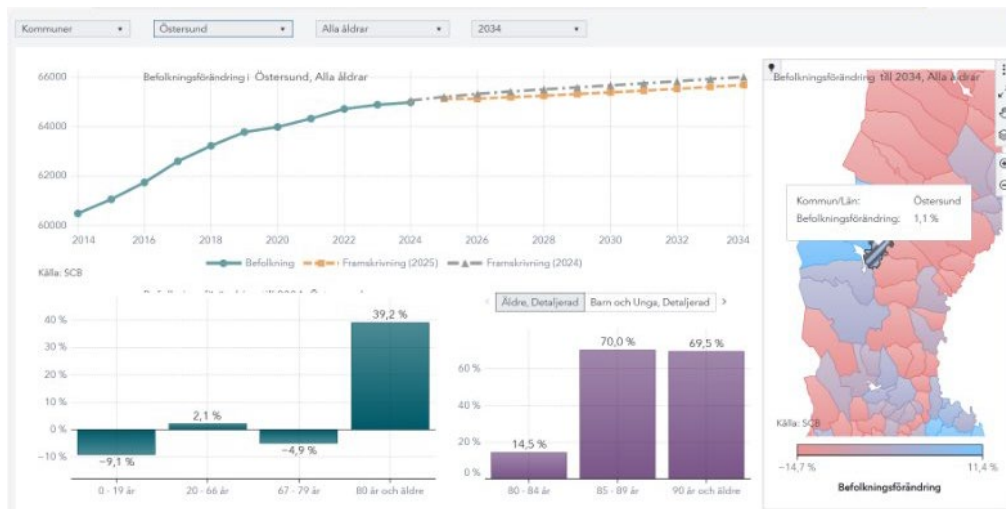 Kommuner
Östersund
Alla åldrar
2034
Befolkningsförändring i Östersund, Alla åldrar
66000
64000
62000
60000
2014 2016 2018 2020 2022 2024 2026 2028 2030 2032 2034
Befolkning Framskrivning (2025) Framskrivning (2024)
Källa: SCB
40 %
30 %
20 %
10 %
0 %
−10 %
39,2 %
2,1 %
−4,9 %
−9,1 %
0 - 19 år 20 - 66 år 67 - 79 år 80 år och äldre
Äldre, Detaljerad Barn och Unga, Detaljerad
60 %
40 %
20 %
0 %
70,0 %
69,5 %
14,5 %
80 - 84 år 85 - 89 år 90 år och äldre
Befolkningsförändring till 2034, Alla åldrar
Kommun/Län: Östersund
Befolkningsförändring: 1,1 %
Källa: SCB
−14,7 % 11,4 %
Befolkningsförändring